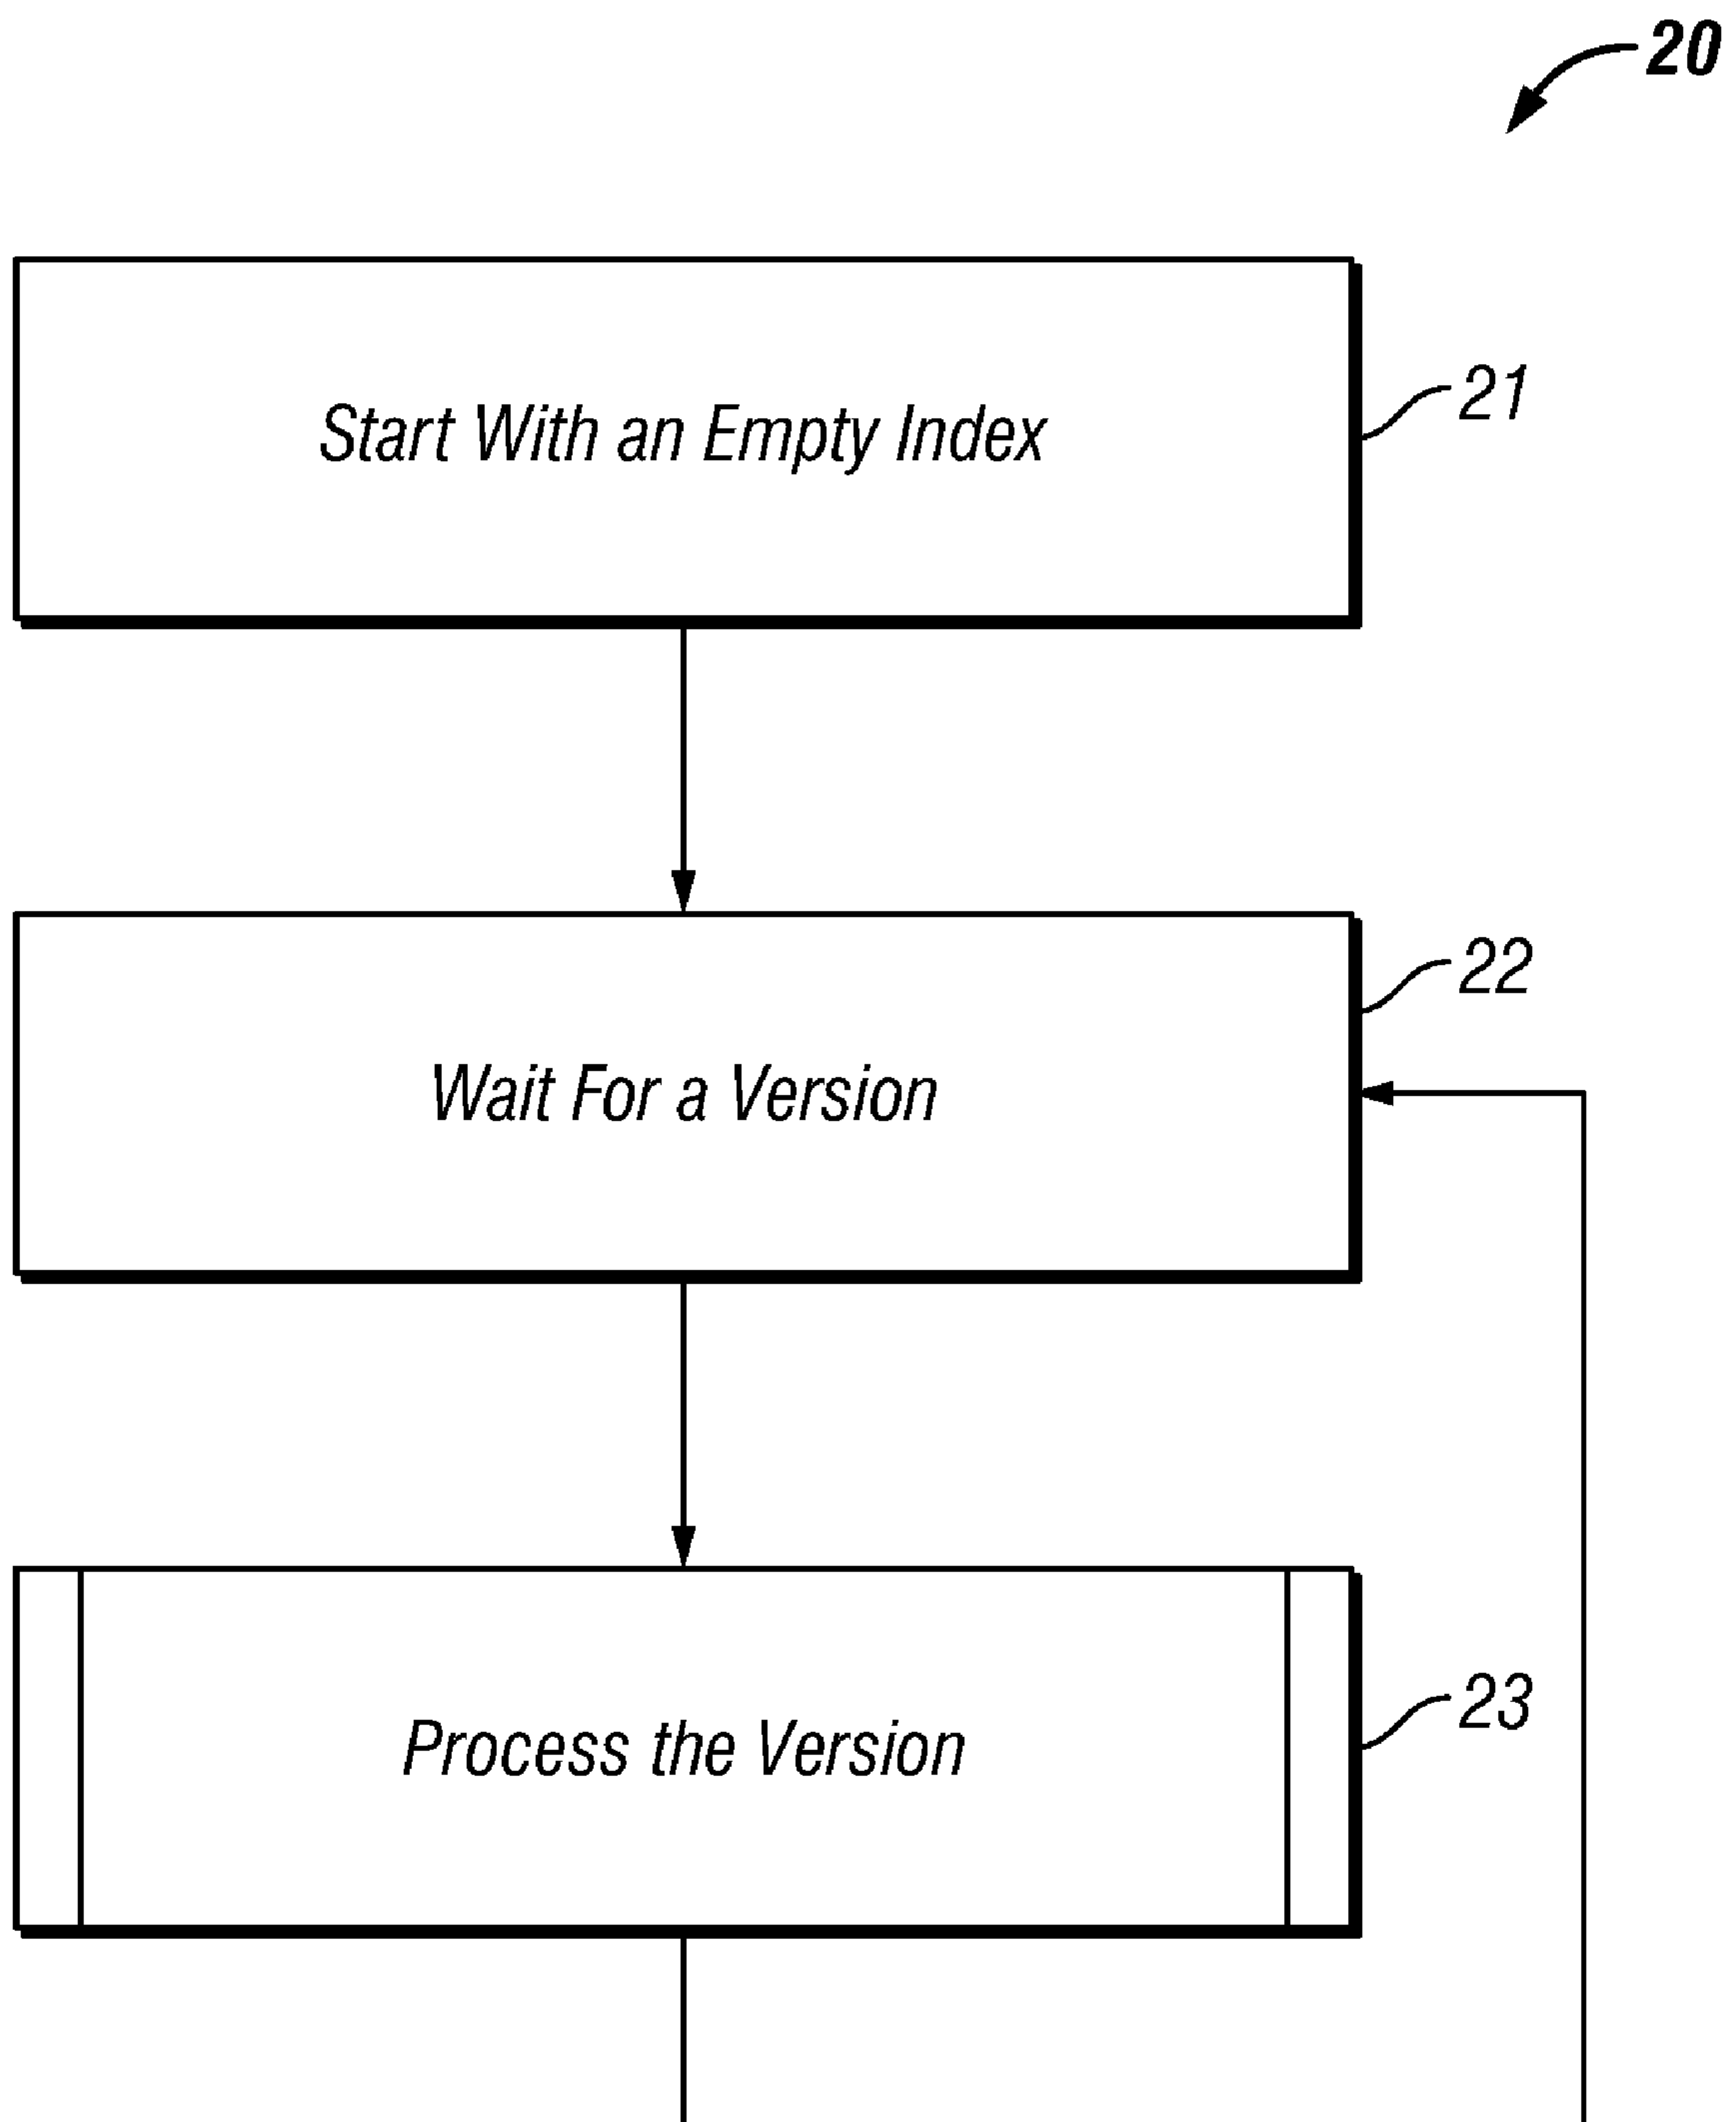 20
Start With an Empty Index
21
22
Wait For a Version
Process the Version
23